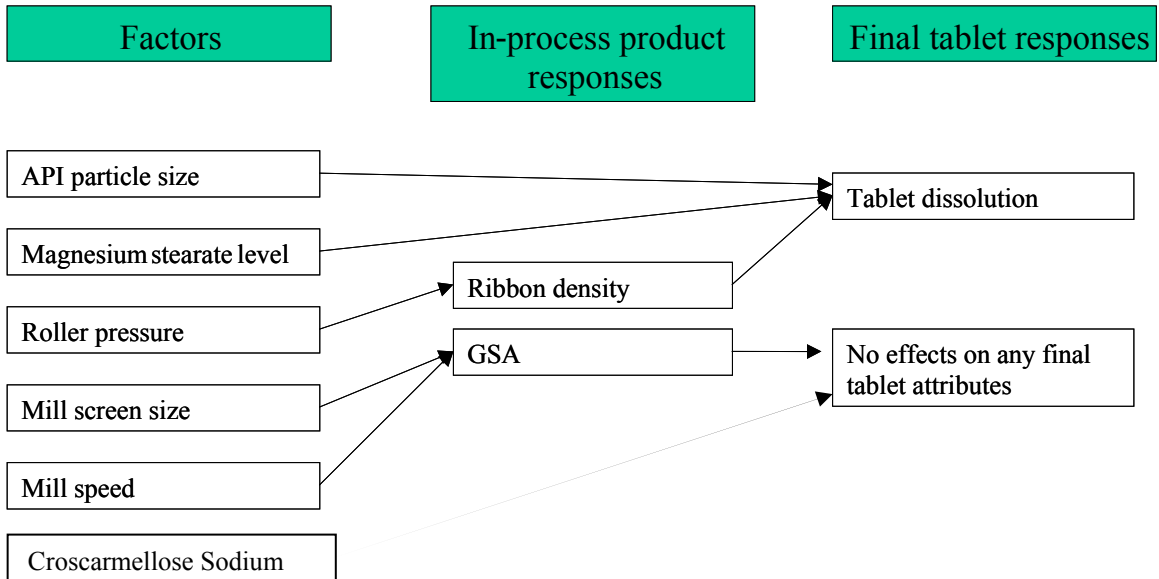 Factors
In-process product
responses
Final tablet responses
API particle size
Tablet dissolution
Magnesium stearate level
Ribbon density
Roller pressure
GSA
No effects on any final
tablet attributes
Mill screen size
Mill speed
Croscarmellose Sodium